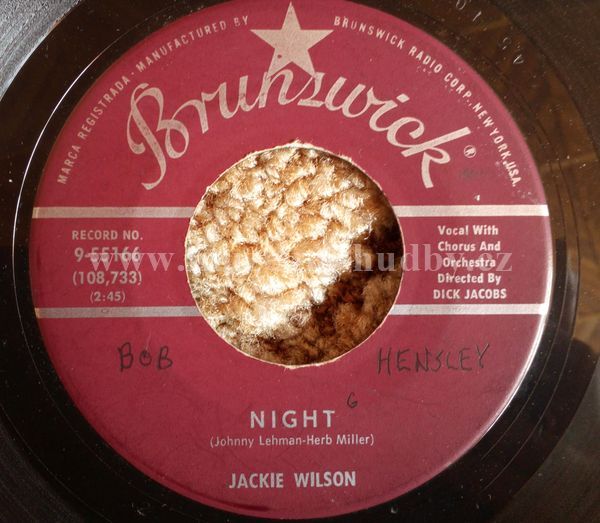 MARCA REGISTRADA · MANUFACTURED BY BRUNSWICK RADIO CORP. NEW YORK, U.S.A.
Brunswick
®
RECORD NO.
9-55166
(108,733)
(2:45)
Vocal With
Chorus And
Orchestra
Directed By
DICK JACOBS
BOB HENSLEY
G
NIGHT
(Johnny Lehman-Herb Miller)
JACKIE WILSON